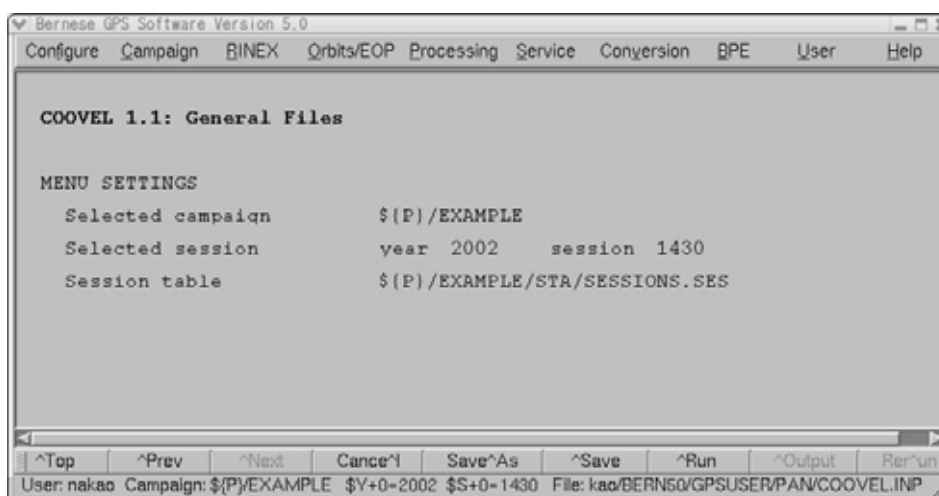 Bernese GPS Software Version 5.0
Configure Campaign RINEX Orbits/EOP Processing Service Conversion BPE User Help
COOVEL 1.1: General Files
MENU SETTINGS
Selected campaign ${P}/EXAMPLE
Selected session year 2002 session 1430
Session table ${P}/EXAMPLE/STA/SESSIONS.SES
^Top ^Prev ^Next Cance^l Save^As ^Save ^Run ^Output Rer^un
User: nakao Campaign: ${P}/EXAMPLE $Y+0=2002 $S+0=1430 File: kao/BERN50/GPSUSER/PAN/COOVEL.INP